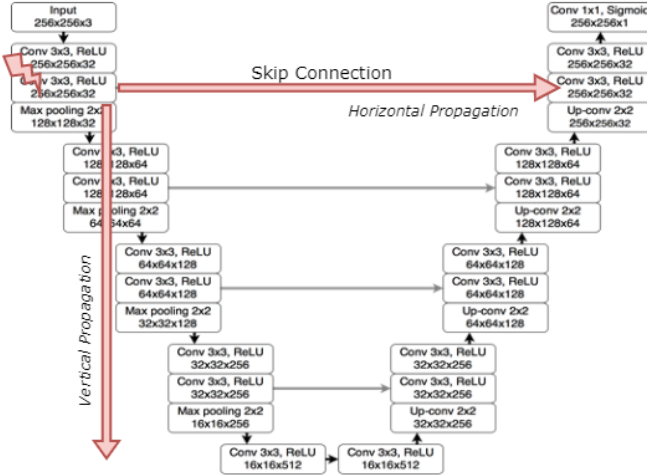 Input
256x256x3
Conv 3x3, ReLU
256x256x32
Conv 3x3, ReLU
256x256x32
Max pooling 2x2
128x128x32
Conv 3x3, ReLU
128x128x64
Conv 3x3, ReLU
128x128x64
Max pooling 2x2
64x64x64
Conv 3x3, ReLU
64x64x128
Conv 3x3, ReLU
64x64x128
Max pooling 2x2
32x32x128
Conv 3x3, ReLU
32x32x256
Conv 3x3, ReLU
32x32x256
Max pooling 2x2
16x16x256
Conv 3x3, ReLU
16x16x512
Conv 3x3, ReLU
16x16x512
Up-conv 2x2
32x32x256
Conv 3x3, ReLU
32x32x256
Conv 3x3, ReLU
32x32x256
Up-conv 2x2
64x64x128
Conv 3x3, ReLU
64x64x128
Conv 3x3, ReLU
64x64x128
Up-conv 2x2
128x128x64
Conv 3x3, ReLU
128x128x64
Conv 3x3, ReLU
128x128x64
Up-conv 2x2
256x256x32
Conv 3x3, ReLU
256x256x32
Conv 3x3, ReLU
256x256x32
Conv 1x1, Sigmoid
256x256x1
Skip Connection
Horizontal Propagation
Vertical Propagation